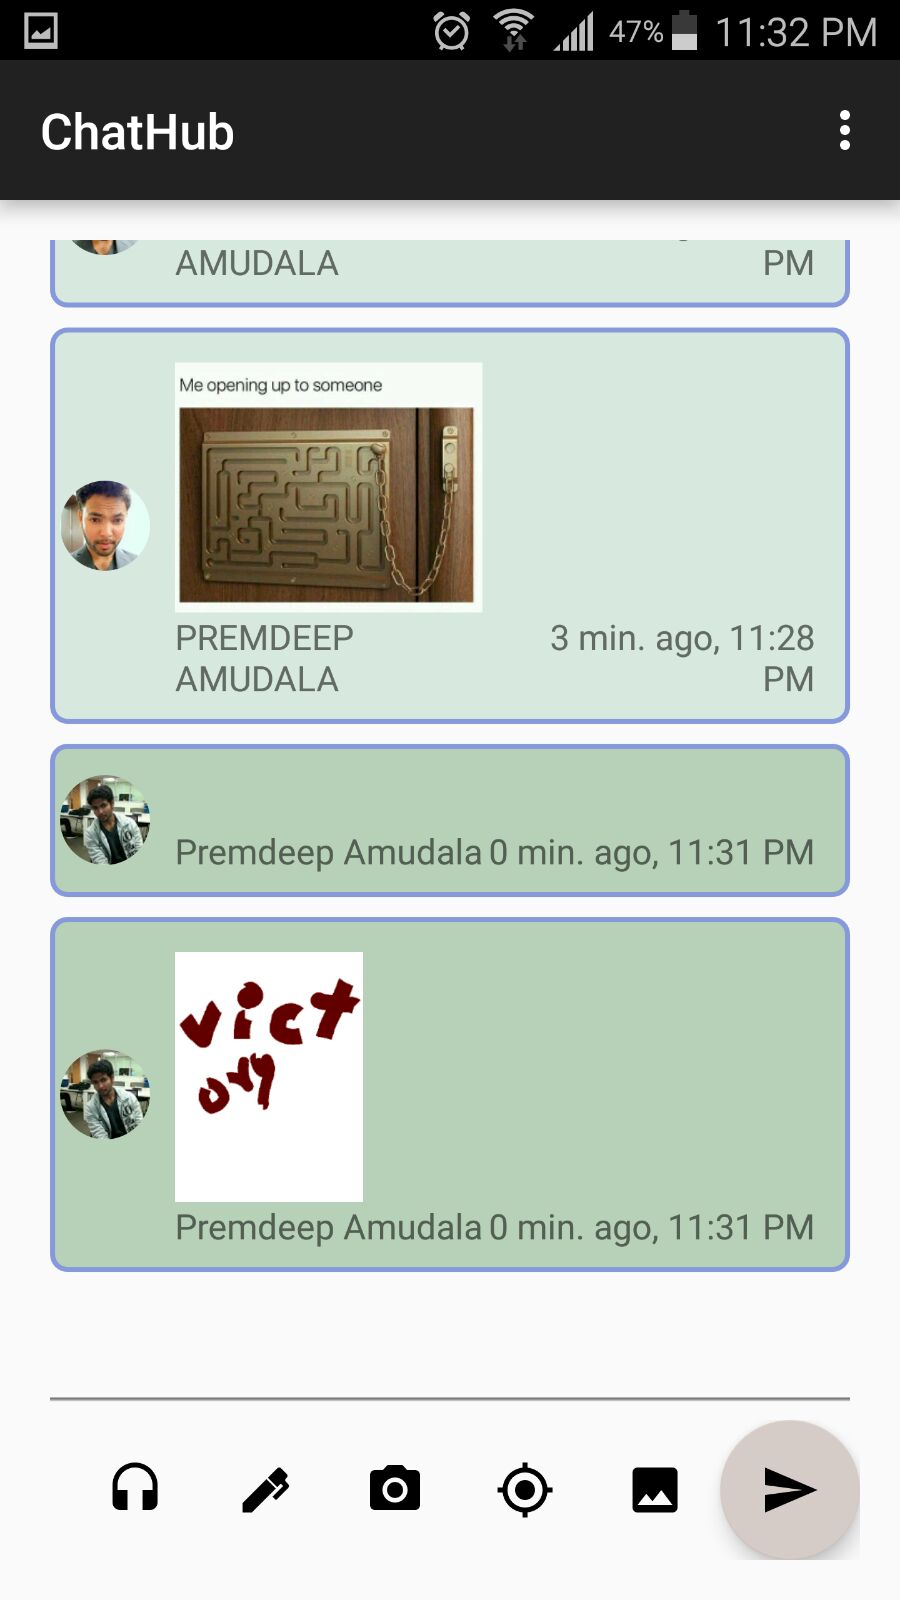 47% 11:32 PM
ChatHub
AMUDALA PM
Me opening up to someone
PREMDEEP 3 min. ago, 11:28
AMUDALA PM
Premdeep Amudala 0 min. ago, 11:31 PM
vict
ory
Premdeep Amudala 0 min. ago, 11:31 PM